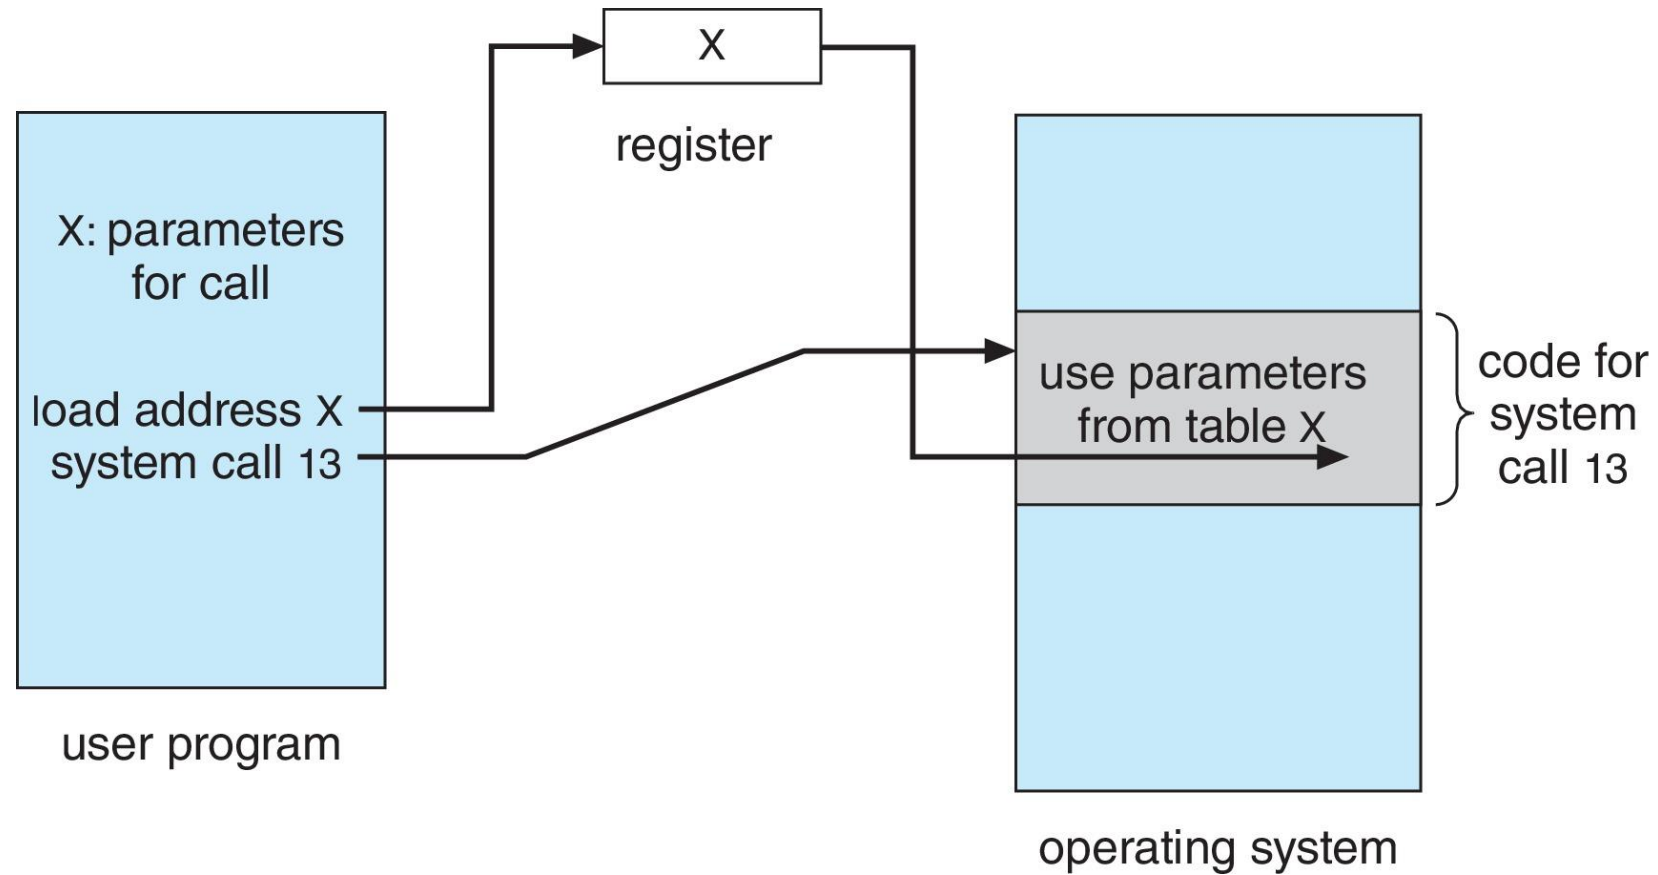 X
register
X: parameters
for call
load address X
system call 13
user program
use parameters
from table X
code for
system
call 13
operating system